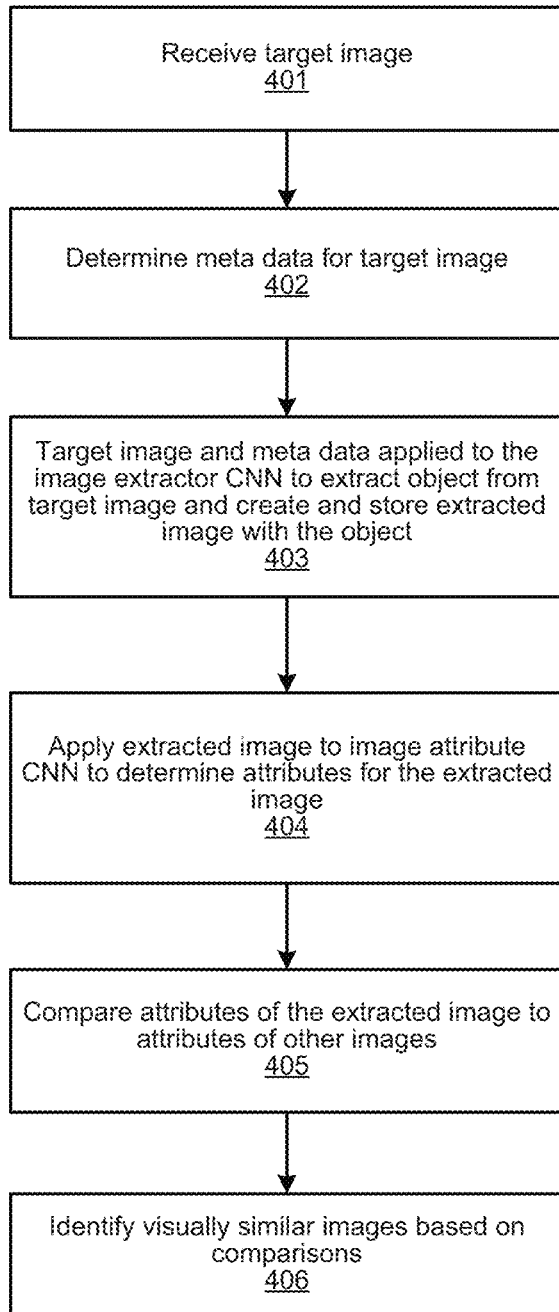 Receive target image
401
Determine meta data for target image
402
Target image and meta data applied to the
image extractor CNN to extract object from
target image and create and store extracted
image with the object
403
Apply extracted image to image attribute
CNN to determine attributes for the extracted
image
404
Compare attributes of the extracted image to
attributes of other images
405
Identify visually similar images based on
comparisons
406